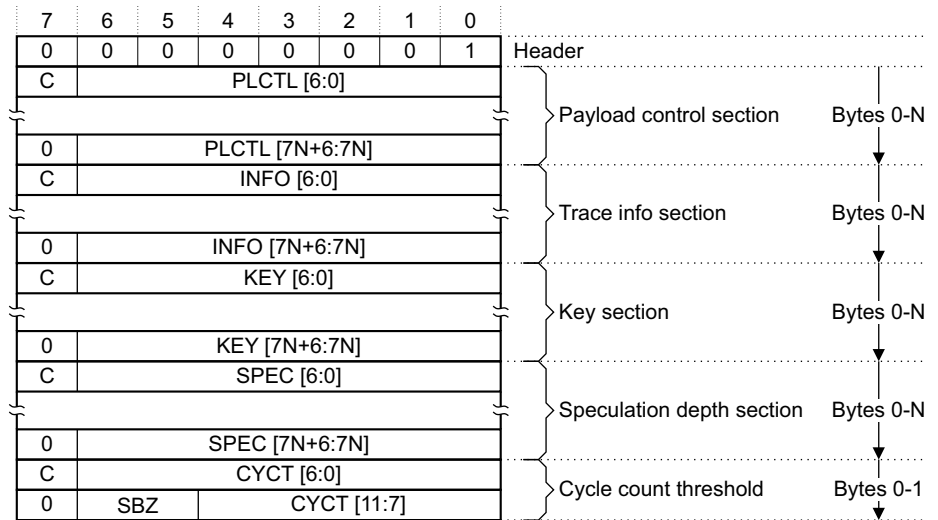 7 6 5 4 3 2 1 0
0 0 0 0 0 0 0 1 Header
C PLCTL [6:0]
Payload control section Bytes 0-N
0 PLCTL [7N+6:7N]
C INFO [6:0]
Trace info section Bytes 0-N
0 INFO [7N+6:7N]
C KEY [6:0]
Key section Bytes 0-N
0 KEY [7N+6:7N]
C SPEC [6:0]
Speculation depth section Bytes 0-N
0 SPEC [7N+6:7N]
C CYCT [6:0]
Cycle count threshold Bytes 0-1
0 SBZ CYCT [11:7]